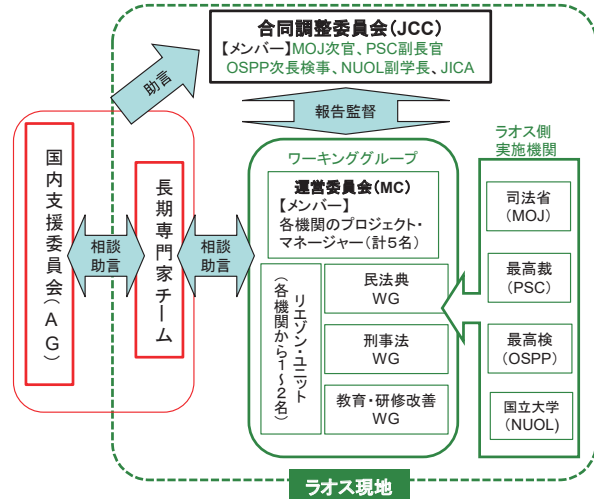 合同調整委員会(JCC)
【メンバー】MOJ次官、PSC副長官
OSPP次長検事、NUOL副学長、JICA
助言
報告監督
国内支援委員会(AG)
相談
助言
長期専門家チーム
相談
助言
ワーキンググループ
運営委員会(MC)
【メンバー】
各機関のプロジェクト・
マネージャー(計5名)
リエゾン・ユニット
(各機関から1~2名)
民法典
WG
刑事法
WG
教育・研修改善
WG
ラオス側
実施機関
司法省
(MOJ)
最高裁
(PSC)
最高検
(OSPP)
国立大学
(NUOL)
ラオス現地